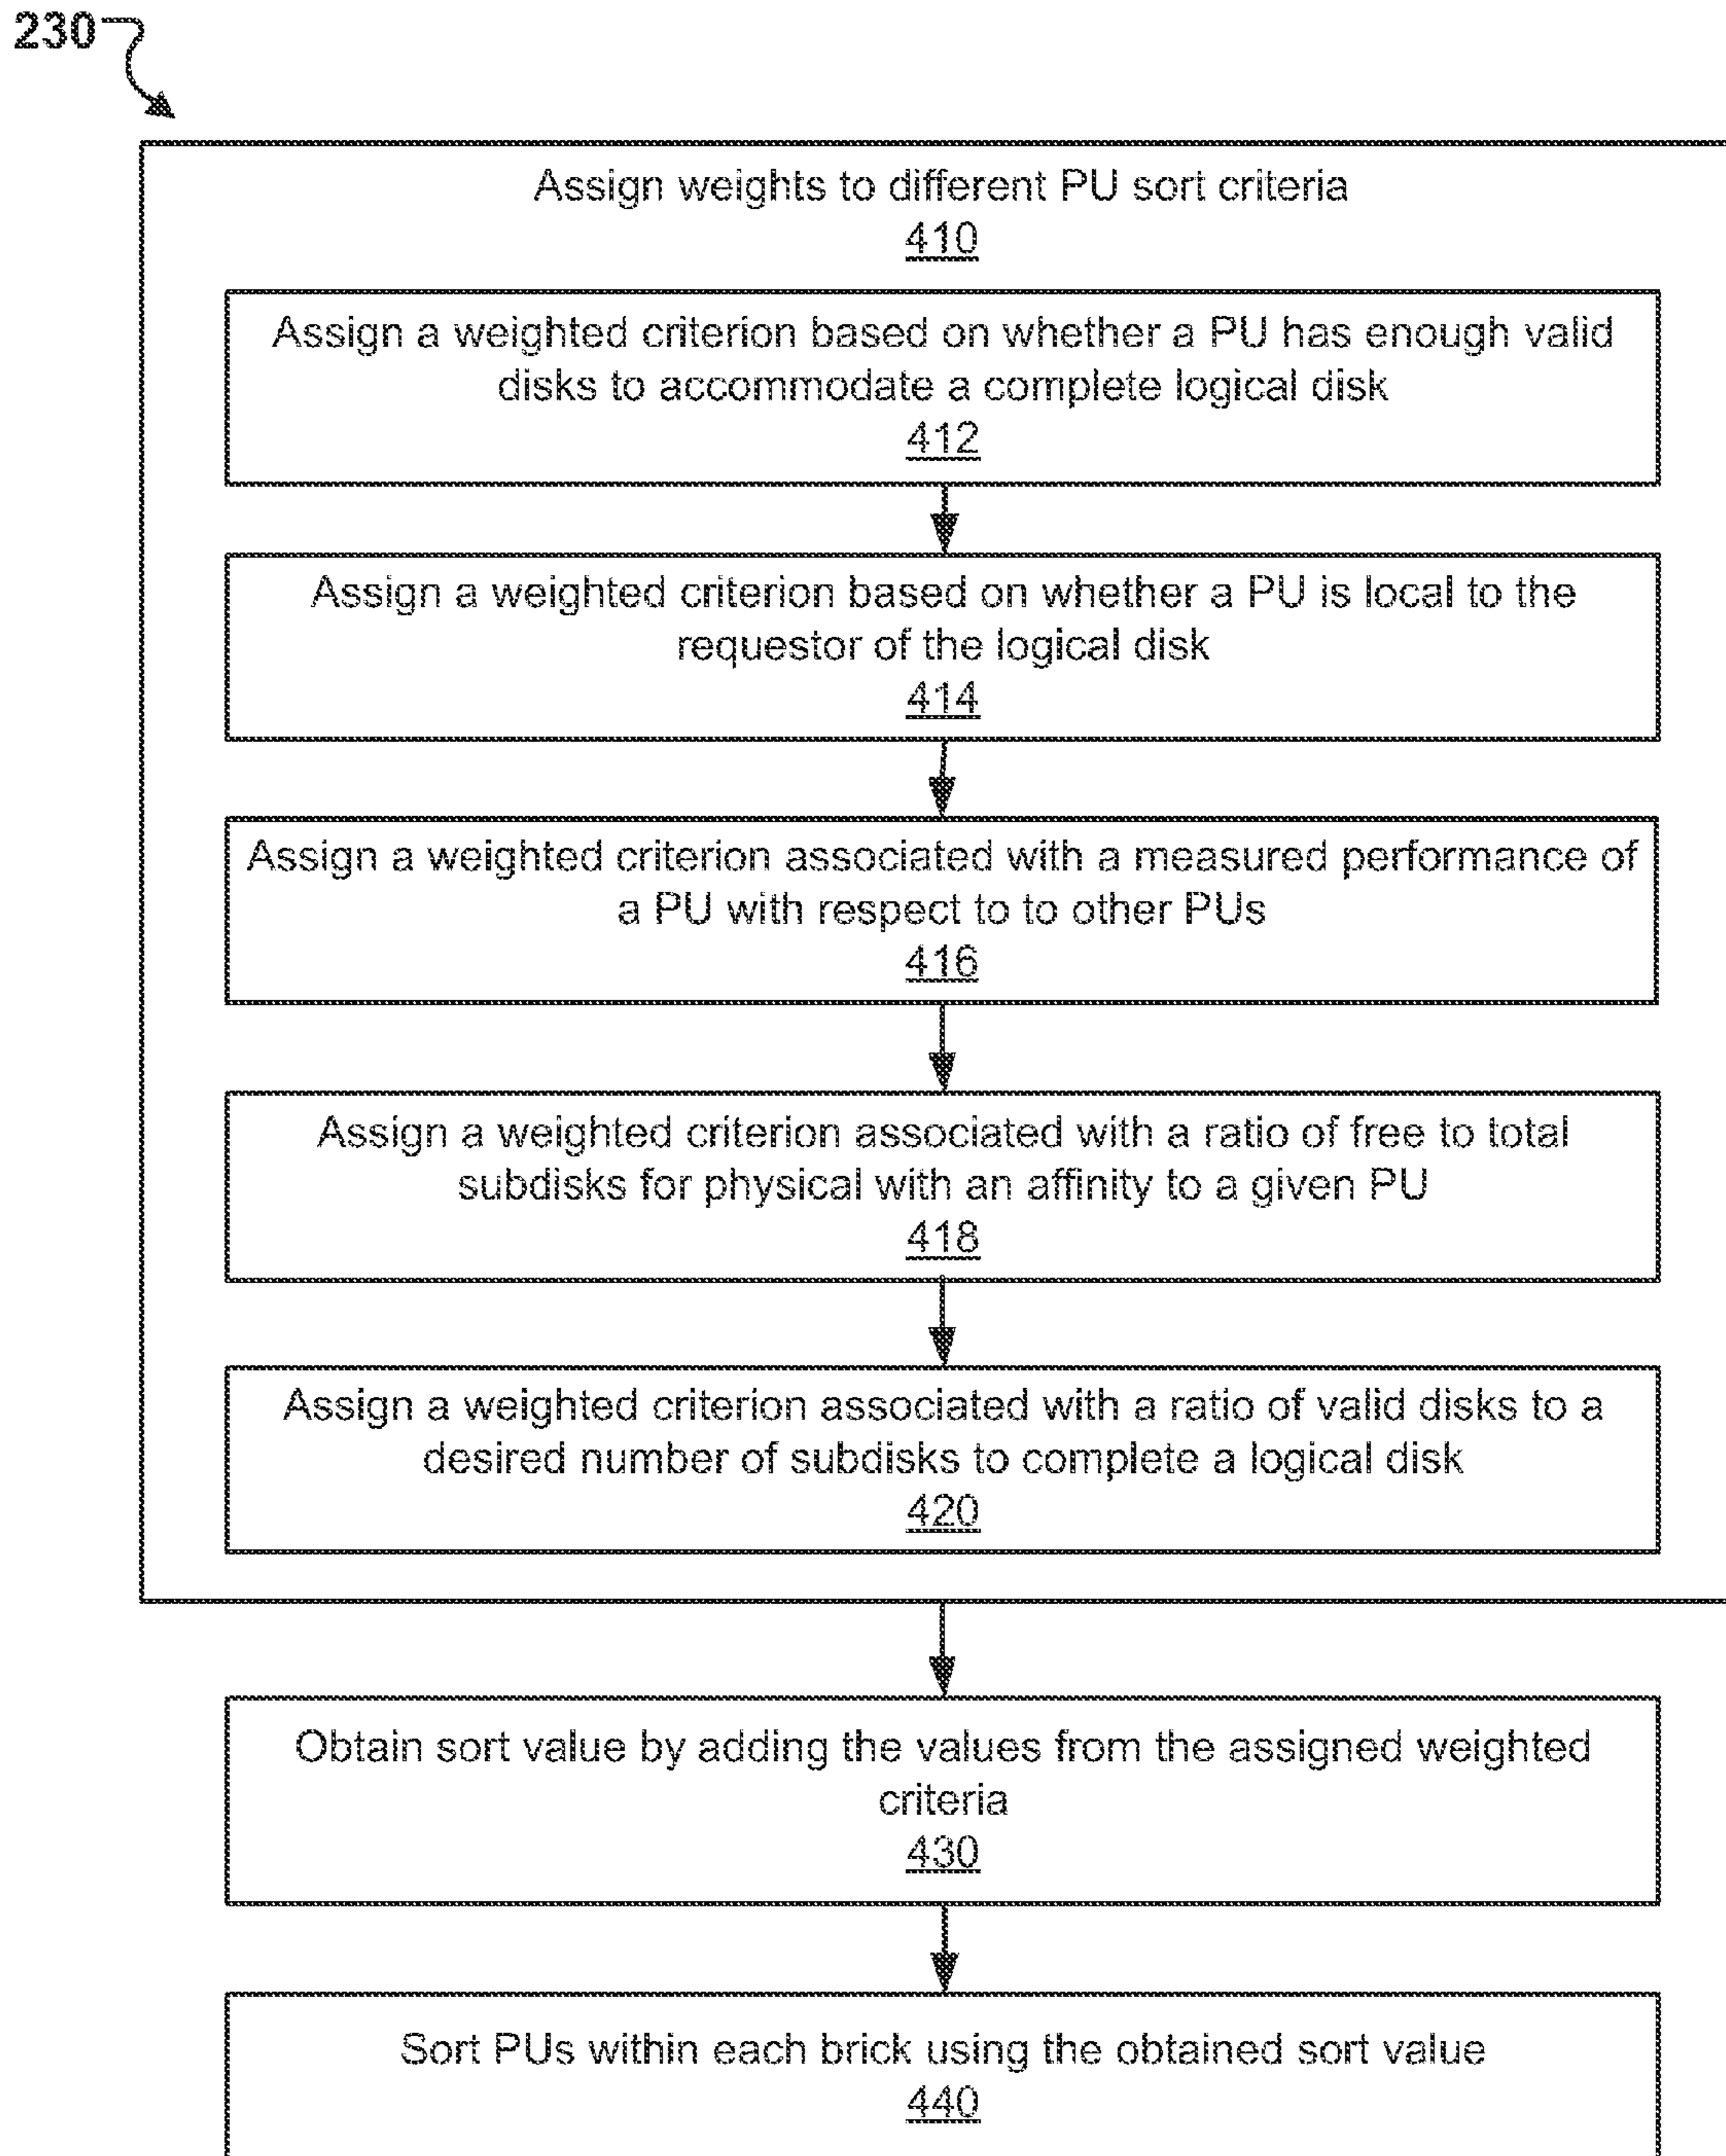 230
Assign weights to different PU sort criteria
410
Assign a weighted criterion based on whether a PU has enough valid
disks to accommodate a complete logical disk
412
Assign a weighted criterion based on whether a PU is local to the
requestor of the logical disk
414
Assign a weighted criterion associated with a measured performance of
a PU with respect to to other PUs
416
Assign a weighted criterion associated with a ratio of free to total
subdisks for physical with an affinity to a given PU
418
Assign a weighted criterion associated with a ratio of valid disks to a
desired number of subdisks to complete a logical disk
420
Obtain sort value by adding the values from the assigned weighted
criteria
430
Sort PUs within each brick using the obtained sort value
440